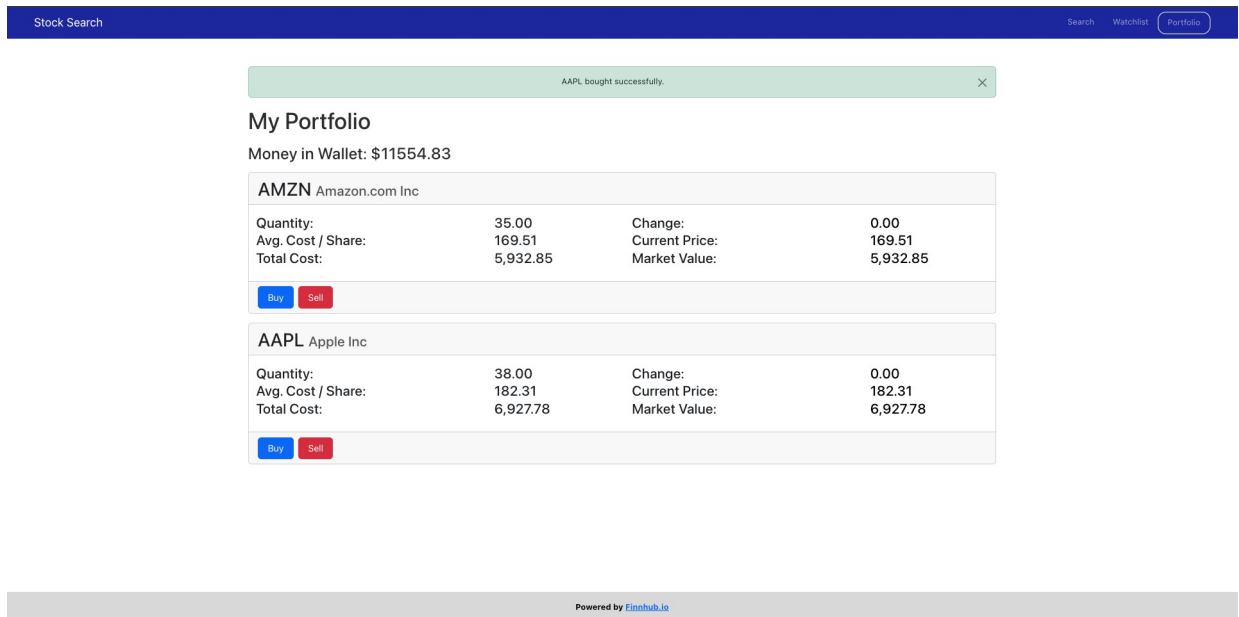 Stock Search Search Watchlist Portfolio
AAPL bought successfully.
My Portfolio
Money in Wallet: $11554.83
AMZN Amazon.com Inc
Quantity: 35.00 Change: 0.00
Avg. Cost / Share: 169.51 Current Price: 169.51
Total Cost: 5,932.85 Market Value: 5,932.85
Buy Sell
AAPL Apple Inc
Quantity: 38.00 Change: 0.00
Avg. Cost / Share: 182.31 Current Price: 182.31
Total Cost: 6,927.78 Market Value: 6,927.78
Buy Sell
Powered by Finnhub.io